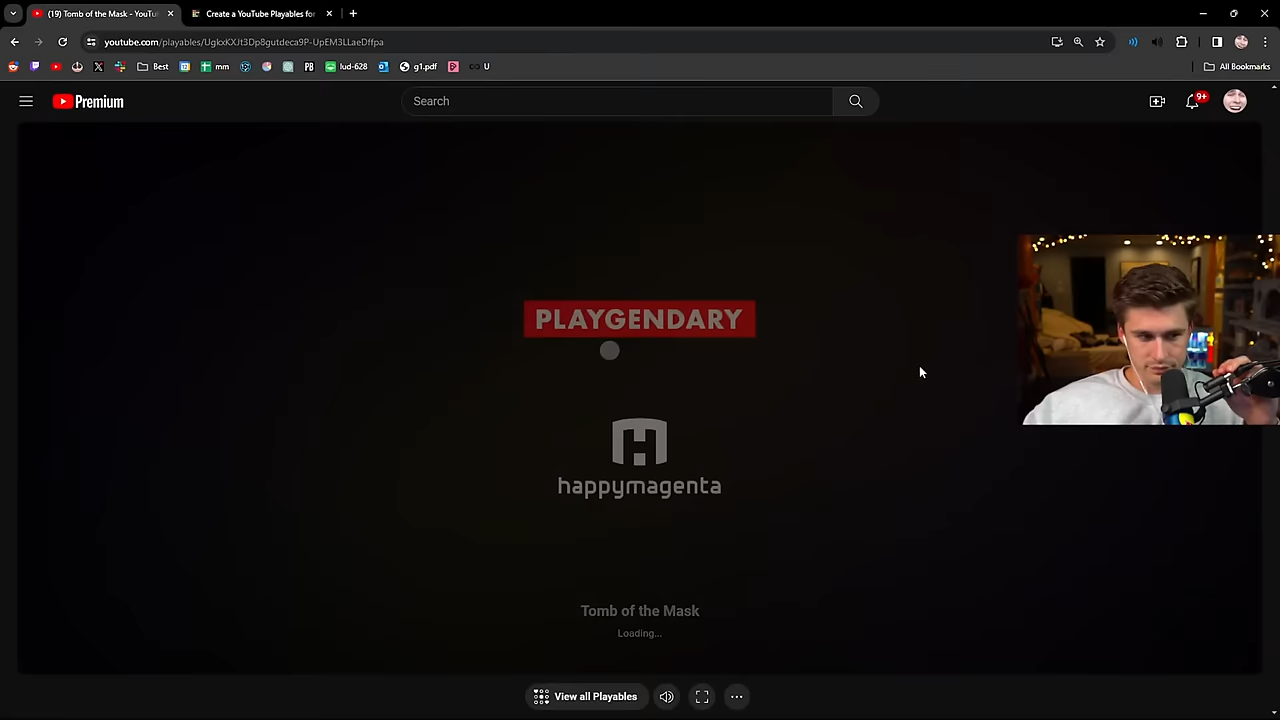 (19) Tomb of the Mask - YouTu
Create a YouTube Playables for
youtube.com/playables/UgkxKXJt3Dp8gutdeca9P-UpEM3LLaeDffpa
Best
mm
lud-628
g1.pdf
U
All Bookmarks
Premium
Search
9+
PLAYGENDARY
happymagenta
Tomb of the Mask
Loading...
View all Playables